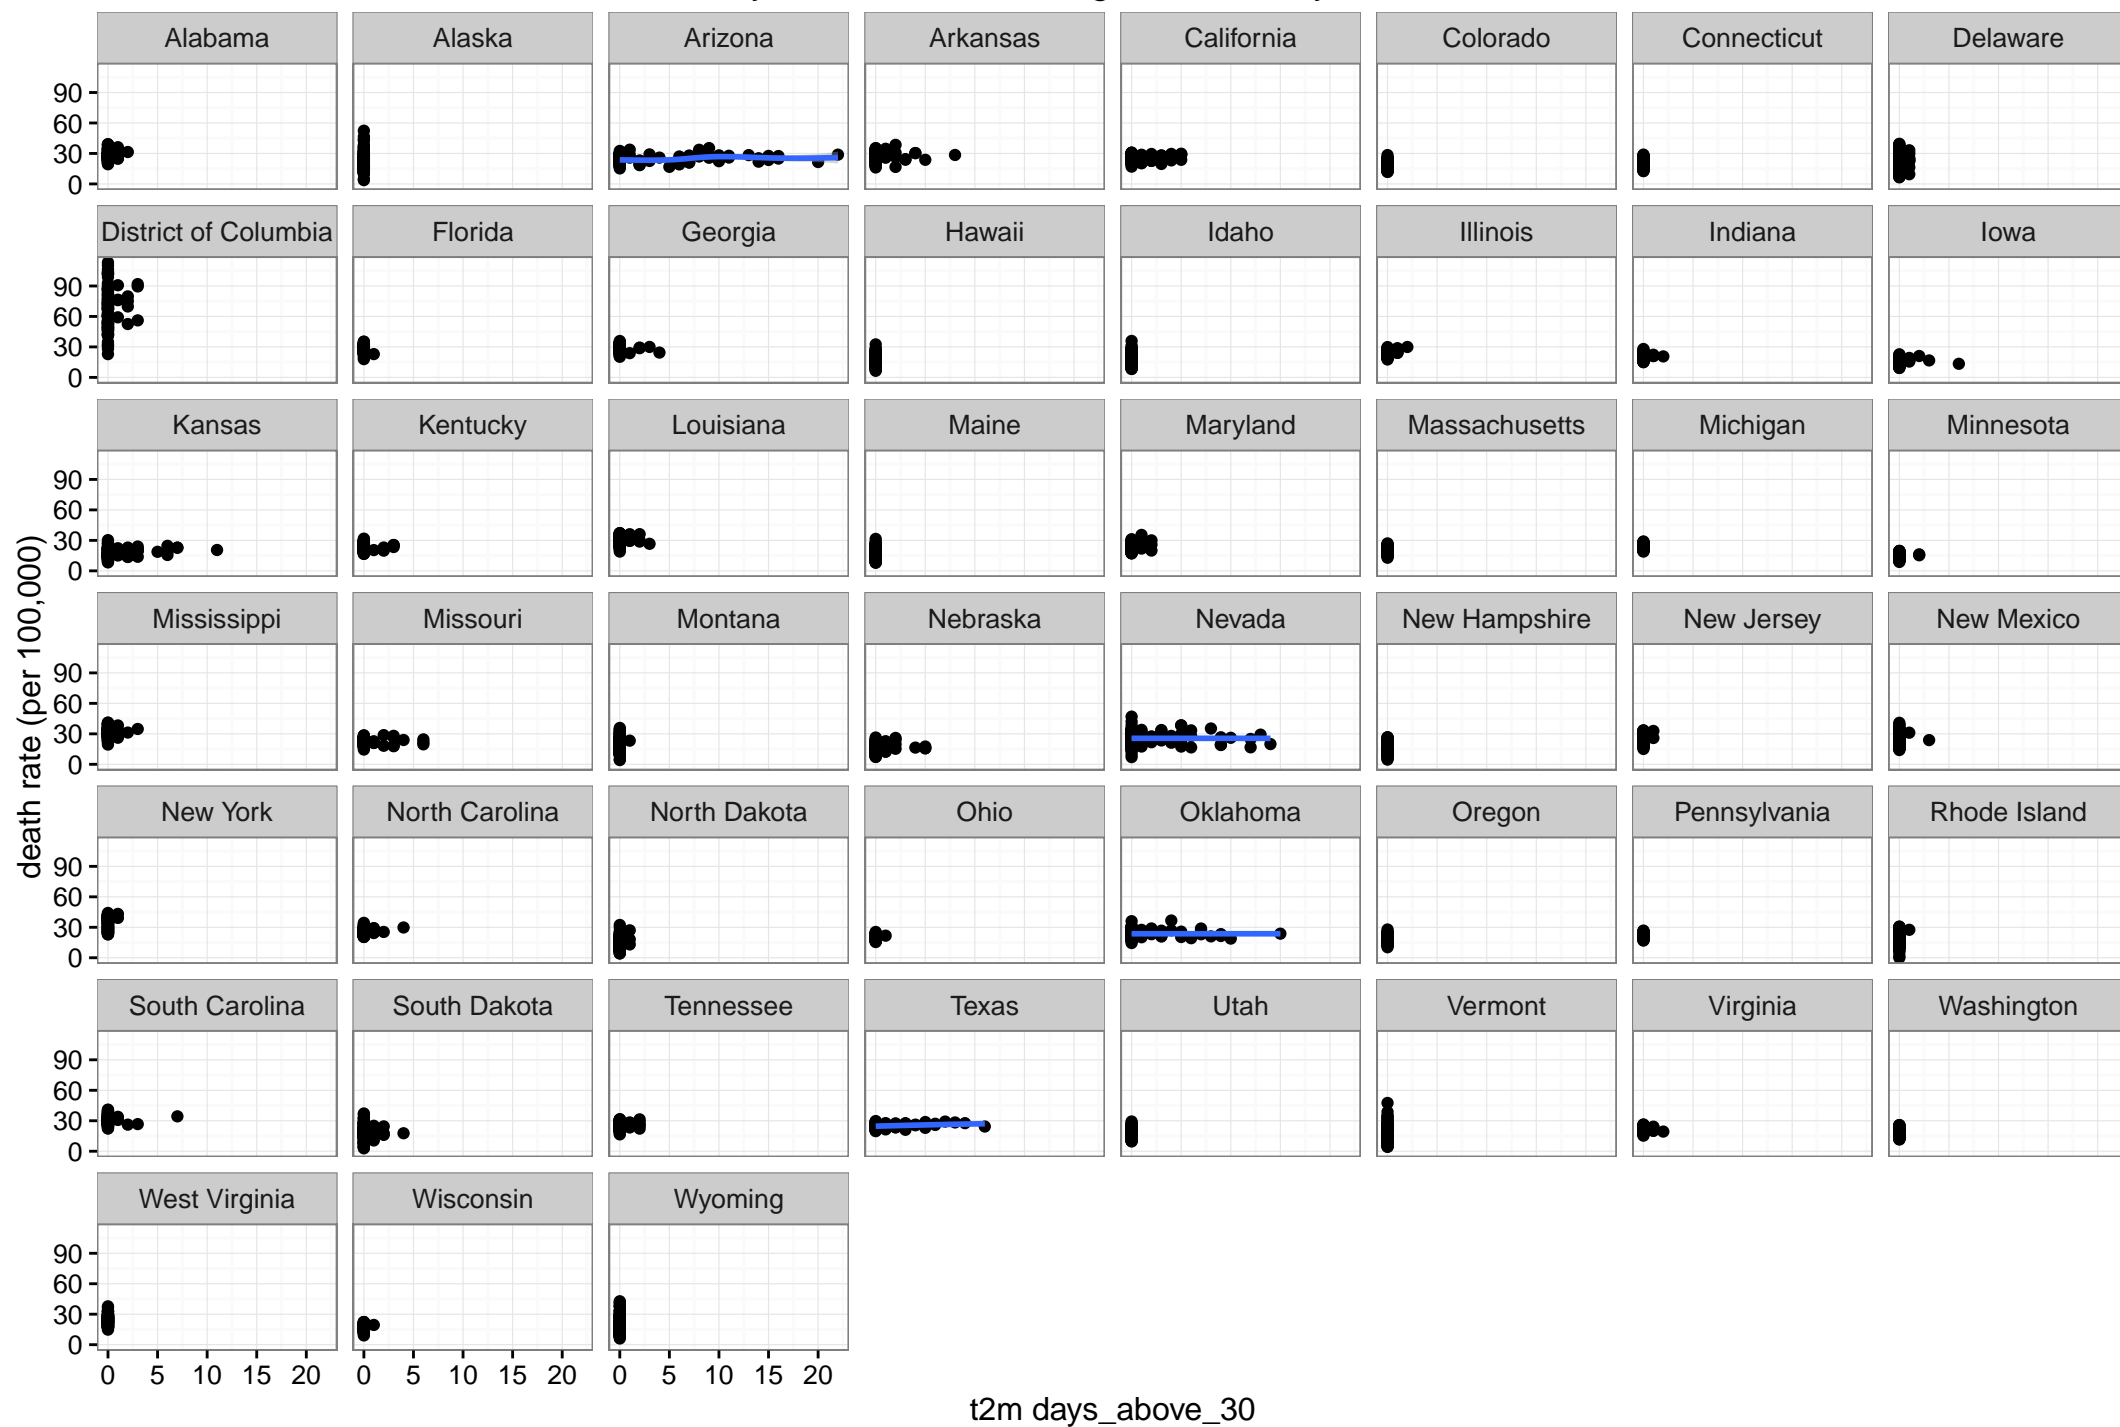 Alabama Alaska Arizona Arkansas California Colorado Connecticut Delaware
90
60
30
0
District of Columbia Florida Georgia Hawaii Idaho Illinois Indiana Iowa
90
60
30
0
Kansas Kentucky Louisiana Maine Maryland Massachusetts Michigan Minnesota
90
60
30
0
Mississippi Missouri Montana Nebraska Nevada New Hampshire New Jersey New Mexico
90
60
30
0
New York North Carolina North Dakota Ohio Oklahoma Oregon Pennsylvania Rhode Island
90
60
30
0
South Carolina South Dakota Tennessee Texas Utah Vermont Virginia Washington
90
60
30
0
West Virginia Wisconsin Wyoming
90
60
30
0
0 5 10 15 20 0 5 10 15 20 0 5 10 15 20
t2m days_above_30
death rate (per 100,000)